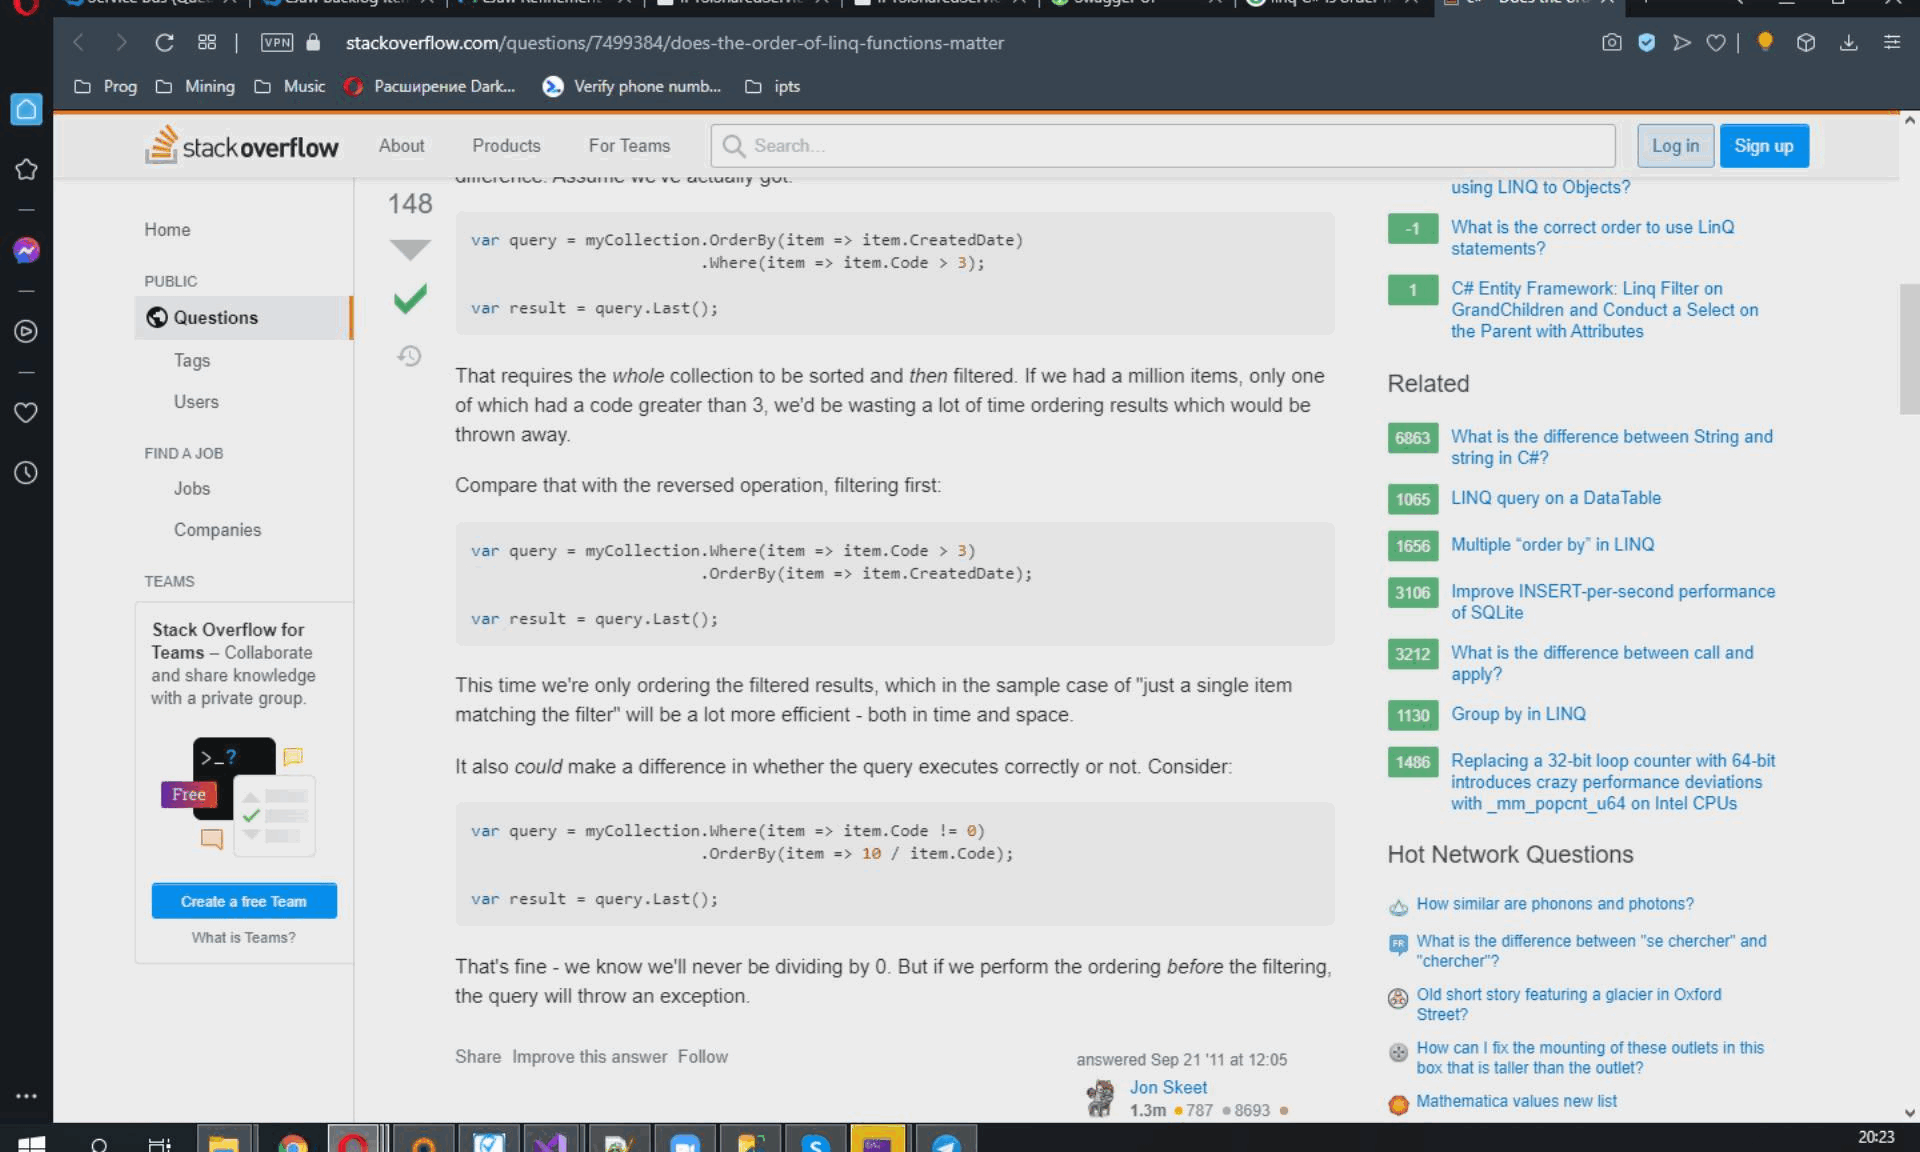 VPN stackoverflow.com/questions/7499384/does-the-order-of-linq-functions-matter
Prog Mining Music Расширение Dark... Verify phone numb... ipts
stackoverflow About Products For Teams Search... Log in Sign up
Home
PUBLIC
Questions
Tags
Users
FIND A JOB
Jobs
Companies
TEAMS
Stack Overflow for
Teams – Collaborate
and share knowledge
with a private group.
>_?
Free
Create a free Team
What is Teams?
difference. Assume we've actually got:
148
var query = myCollection.OrderBy(item => item.CreatedDate)
.Where(item => item.Code > 3);
var result = query.Last();
That requires the whole collection to be sorted and then filtered. If we had a million items, only one
of which had a code greater than 3, we'd be wasting a lot of time ordering results which would be
thrown away.
Compare that with the reversed operation, filtering first:
var query = myCollection.Where(item => item.Code > 3)
.OrderBy(item => item.CreatedDate);
var result = query.Last();
This time we're only ordering the filtered results, which in the sample case of "just a single item
matching the filter" will be a lot more efficient - both in time and space.
It also could make a difference in whether the query executes correctly or not. Consider:
var query = myCollection.Where(item => item.Code != 0)
.OrderBy(item => 10 / item.Code);
var result = query.Last();
That's fine - we know we'll never be dividing by 0. But if we perform the ordering before the filtering,
the query will throw an exception.
Share Improve this answer Follow
answered Sep 21 '11 at 12:05
Jon Skeet
1.3m 787 8693
using LINQ to Objects?
-1 What is the correct order to use LinQ
statements?
1 C# Entity Framework: Linq Filter on
GrandChildren and Conduct a Select on
the Parent with Attributes
Related
6863 What is the difference between String and
string in C#?
1065 LINQ query on a DataTable
1656 Multiple “order by” in LINQ
3106 Improve INSERT-per-second performance
of SQLite
3212 What is the difference between call and
apply?
1130 Group by in LINQ
1486 Replacing a 32-bit loop counter with 64-bit
introduces crazy performance deviations
with _mm_popcnt_u64 on Intel CPUs
Hot Network Questions
How similar are phonons and photons?
FR What is the difference between "se chercher" and
"chercher"?
Old short story featuring a glacier in Oxford
Street?
How can I fix the mounting of these outlets in this
box that is taller than the outlet?
Mathematica values new list
20:23